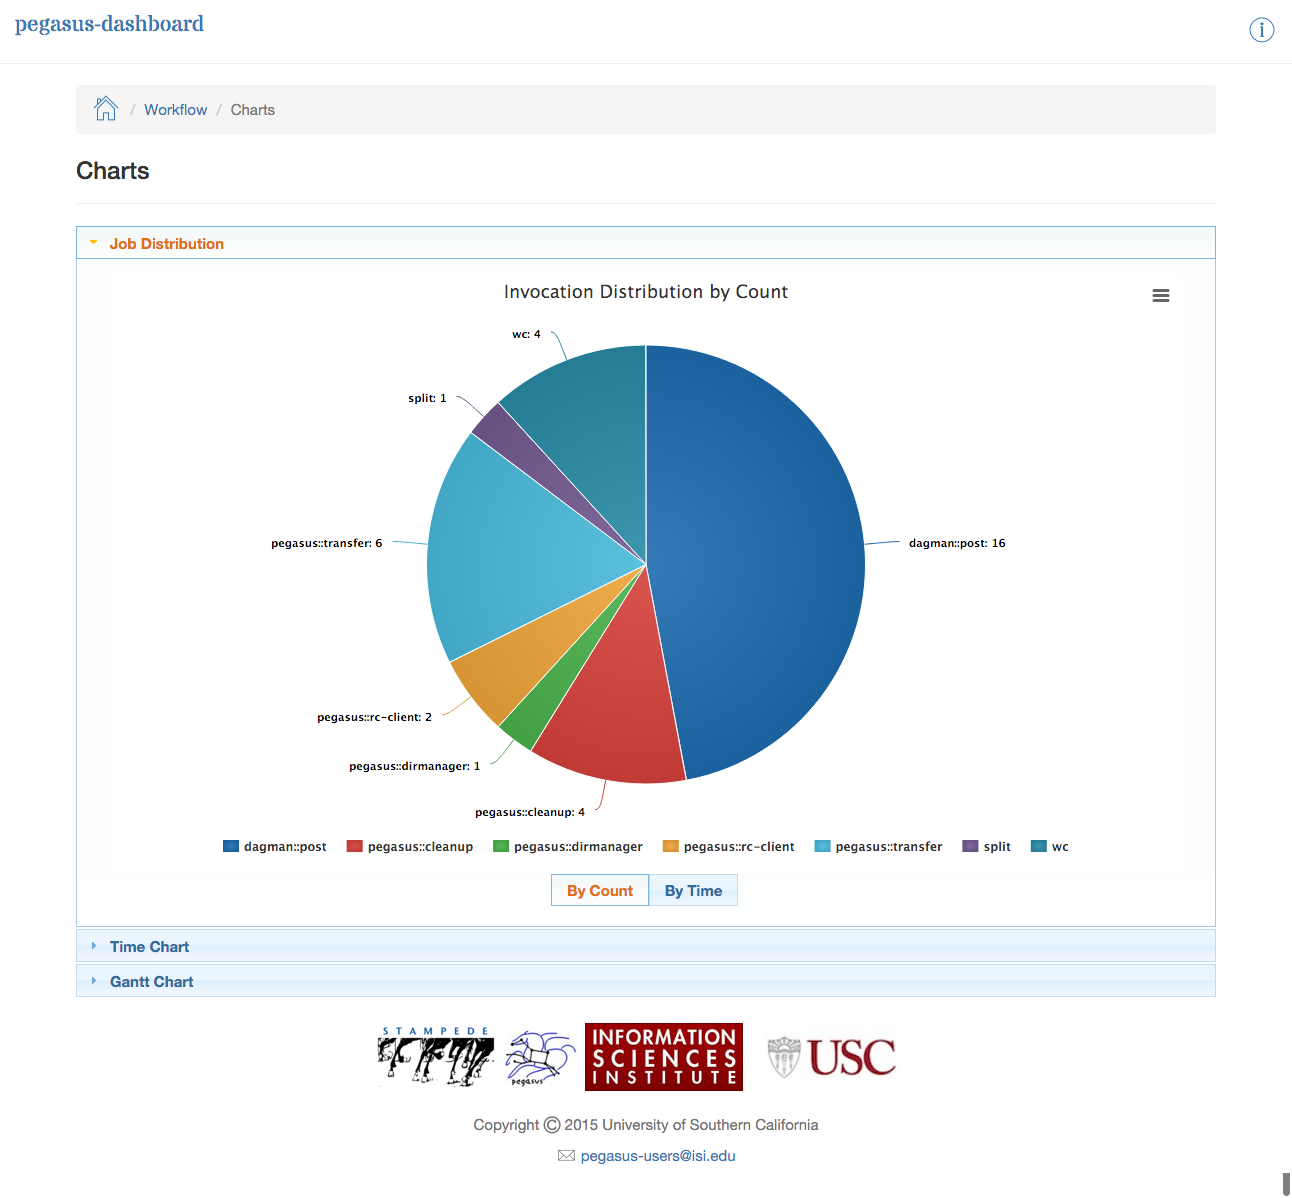 pegasus-dashboard
/ Workflow / Charts
Charts
Job Distribution
Invocation Distribution by Count
wc: 4
split: 1
pegasus::transfer: 6
dagman::post: 16
pegasus::rc-client: 2
pegasus::dirmanager: 1
pegasus::cleanup: 4
dagman::post pegasus::cleanup pegasus::dirmanager pegasus::rc-client pegasus::transfer split wc
By Count By Time
Time Chart
Gantt Chart
STAMPEDE
pegasus
INFORMATION
SCIENCES
INSTITUTE
USC
Copyright © 2015 University of Southern California
pegasus-users@isi.edu